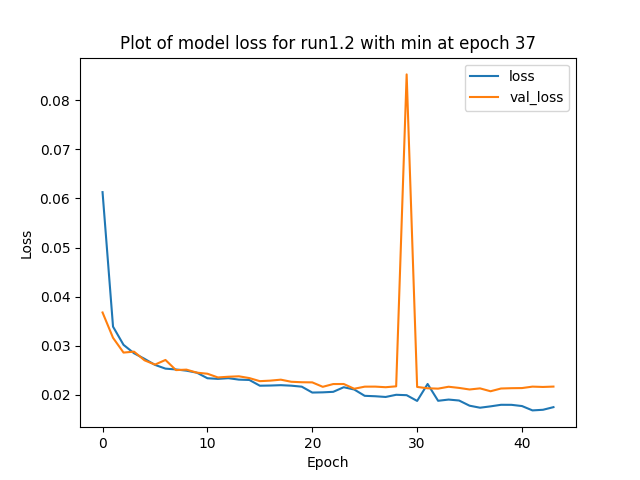 Plot of model loss for run1.2 with min at epoch 37
loss
val_loss
0.08
0.07
0.06
0.05
0.04
0.03
0.02
Loss
0
10
20
30
40
Epoch